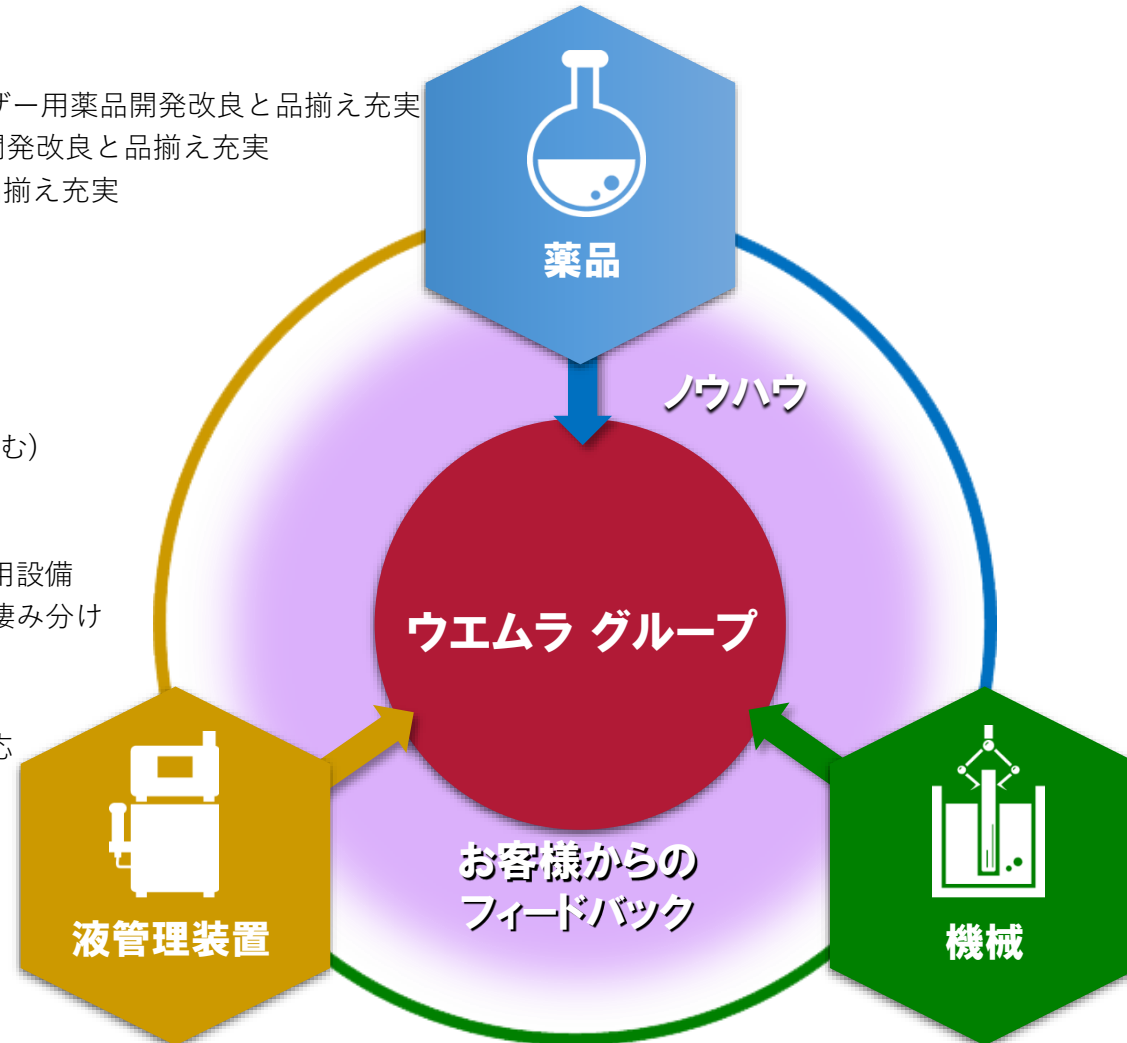 ザー用薬品開発改良と品揃え充実
開発改良と品揃え充実
揃え充実
薬品
ノウハウ
む)
用設備
棲み分け
ウエムラ グループ
応
お客様からの
フィードバック
液管理装置
機械